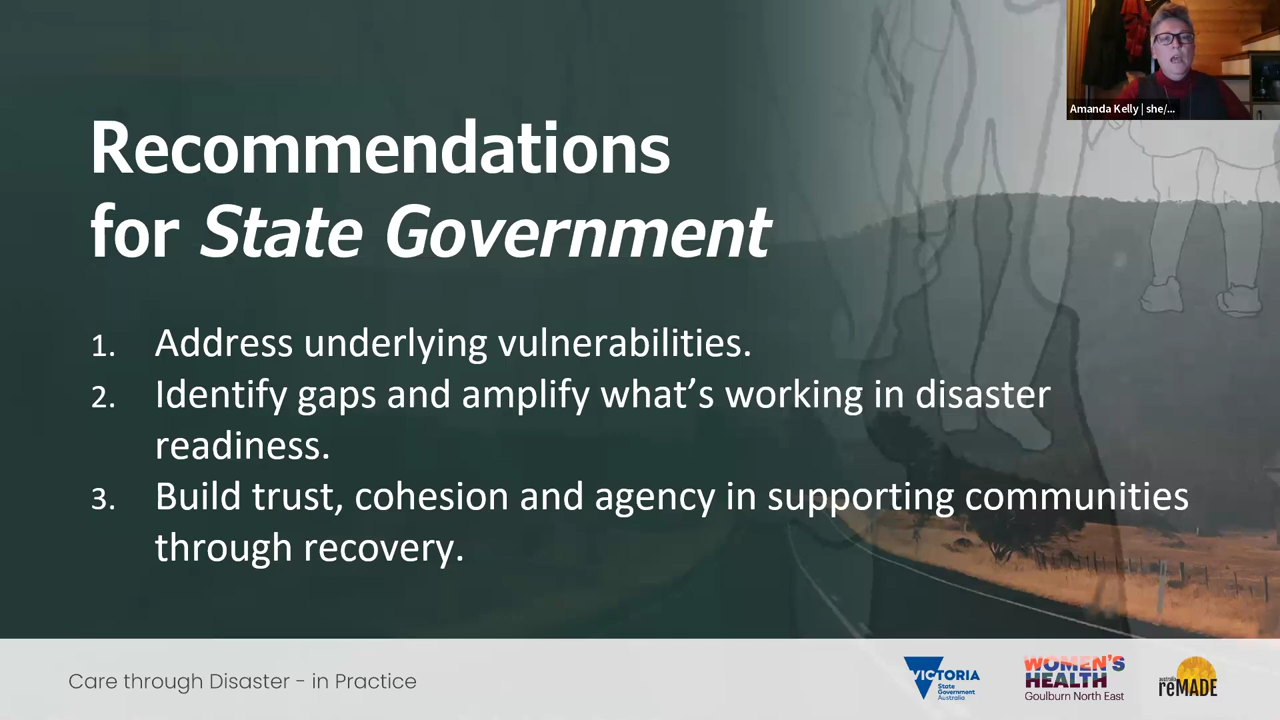 Amanda Kelly | she/...
Recommendations
for State Government
1. Address underlying vulnerabilities.
2. Identify gaps and amplify what’s working in disaster
readiness.
3. Build trust, cohesion and agency in supporting communities
through recovery.
Care through Disaster - in Practice
VICTORIA
State
Government
Australia
WOMEN'S
HEALTH
Goulburn North East
australia
reMADE